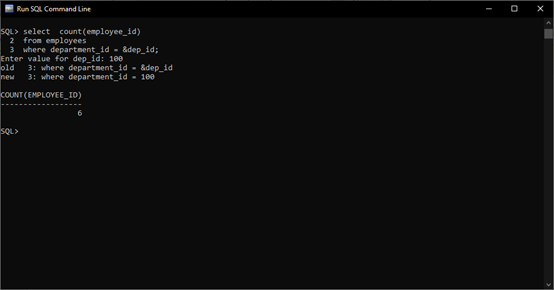 Run SQL Command Line
SQL> select  count(employee_id)
  2  from employees
  3  where department_id = &dep_id;
Enter value for dep_id: 100
old   3: where department_id = &dep_id
new   3: where department_id = 100
COUNT(EMPLOYEE_ID)
------------------
                 6
SQL>